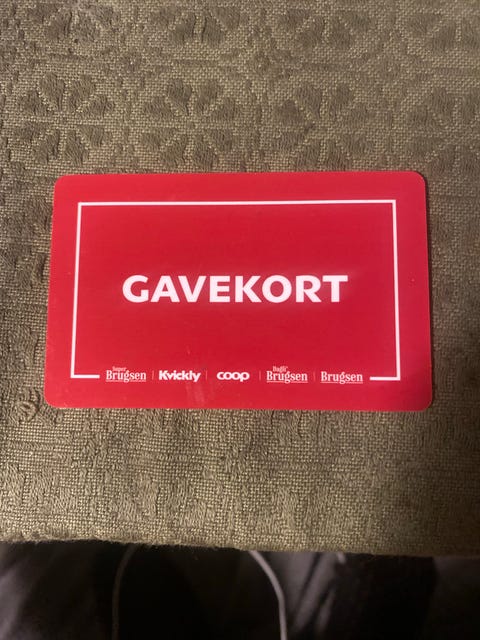 GAVEKORT
Super Brugsen | Kvickly | coop | Dagli' Brugsen | Brugsen